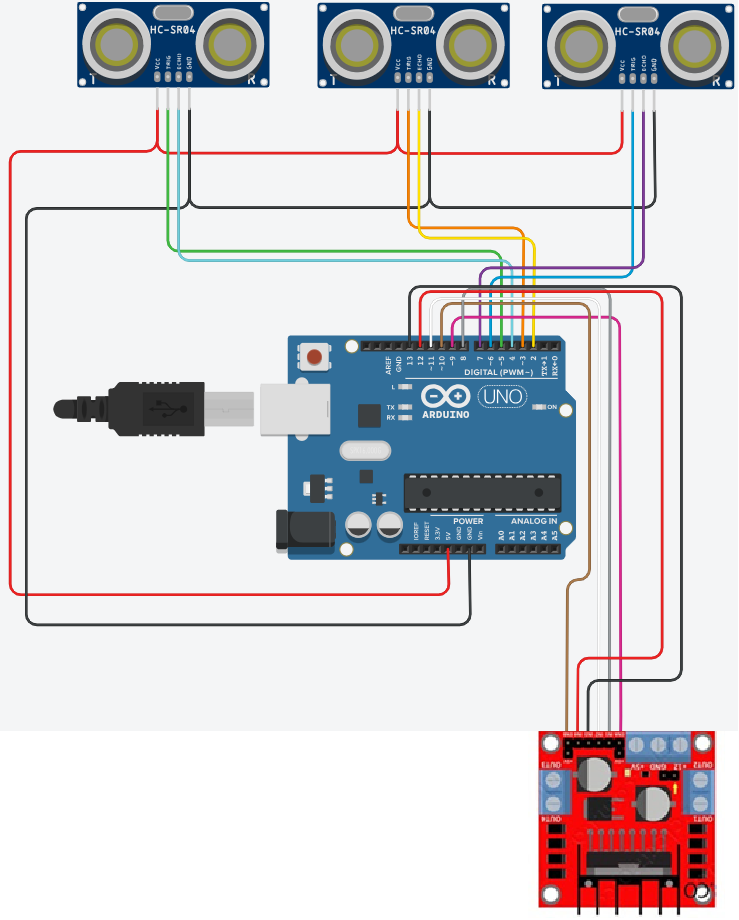 HC-SR04 HC-SR04 HC-SR04
VCC TRIG ECHO GND VCC TRIG ECHO GND VCC TRIG ECHO GND
T R T R T R
AREF GND 13 12 ~11 ~10 ~9 8 7 ~6 ~5 4 ~3 2 TX→1 RX←0
DIGITAL (PWM~)
L
TX
RX
ARDUINO
UNO
ON
POWER
ANALOG IN
IOREF RESET 3.3V 5V GND GND Vin A0 A1 A2 A3 A4 A5
OUT3 +5V GND +12 OUT2
OUT4 OUT1